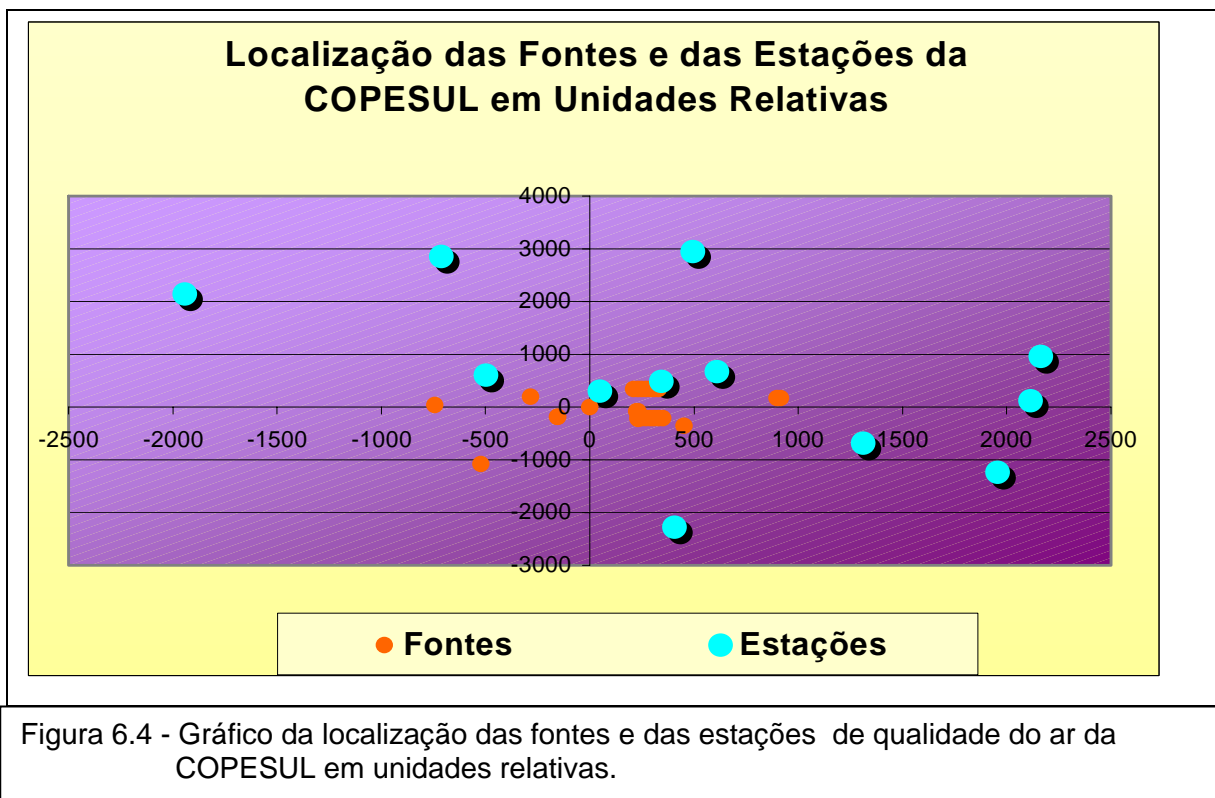 Localização das Fontes e das Estações da
COPESUL em Unidades Relativas
4000
3000
2000
1000
0
-1000
-2000
-3000
-2500 -2000 -1500 -1000 -500 0 500 1000 1500 2000 2500
Fontes Estações
Figura 6.4 - Gráfico da localização das fontes e das estações de qualidade do ar da
COPESUL em unidades relativas.